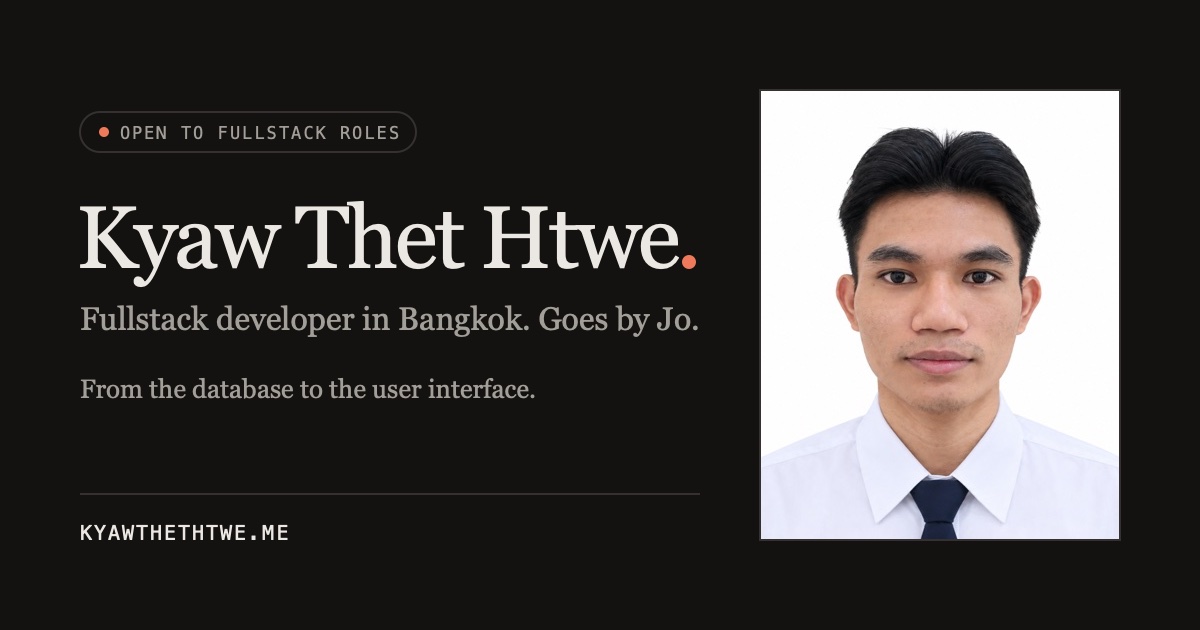 OPEN TO FULLSTACK ROLES
Kyaw Thet Htwe.
Fullstack developer in Bangkok. Goes by Jo.
From the database to the user interface.
KYAWTHETHTWE.ME